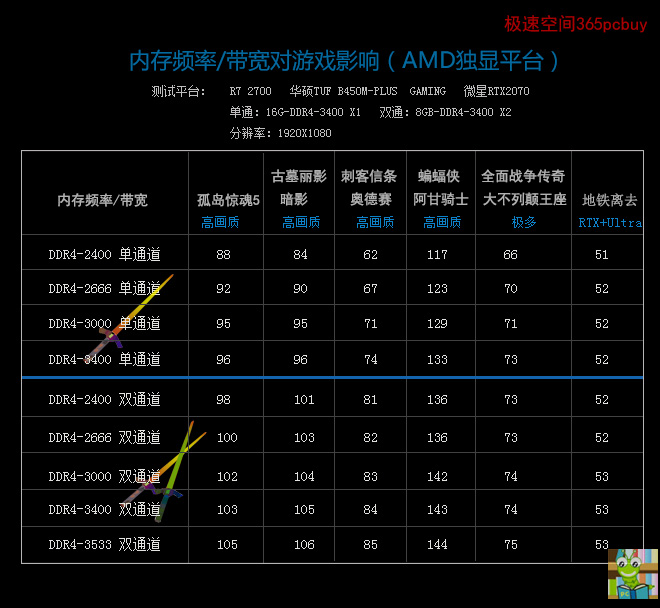 极速空间365pcbuy
内存频率/带宽对游戏影响（AMD独显平台）
测试平台： R7 2700 华硕TUF B450M-PLUS GAMING 微星RTX2070
单通：16G-DDR4-3400 X1 双通：8GB-DDR4-3400 X2
分辨率：1920X1080
内存频率/带宽 孤岛惊魂5 高画质 古墓丽影 暗影 高画质 刺客信条 奥德赛 高画质 蝙蝠侠 阿甘骑士 高画质 全面战争传奇 大不列颠王座 极多 地铁离去 RTX+Ultra
DDR4-2400 单通道 88 84 62 117 66 51
DDR4-2666 单通道 92 90 67 123 70 52
DDR4-3000 单通道 95 95 71 129 71 52
DDR4-3400 单通道 96 96 74 133 73 52
DDR4-2400 双通道 98 101 81 136 73 52
DDR4-2666 双通道 100 103 82 136 73 52
DDR4-3000 双通道 102 104 83 142 74 53
DDR4-3400 双通道 103 105 84 143 74 53
DDR4-3533 双通道 105 106 85 144 75 53